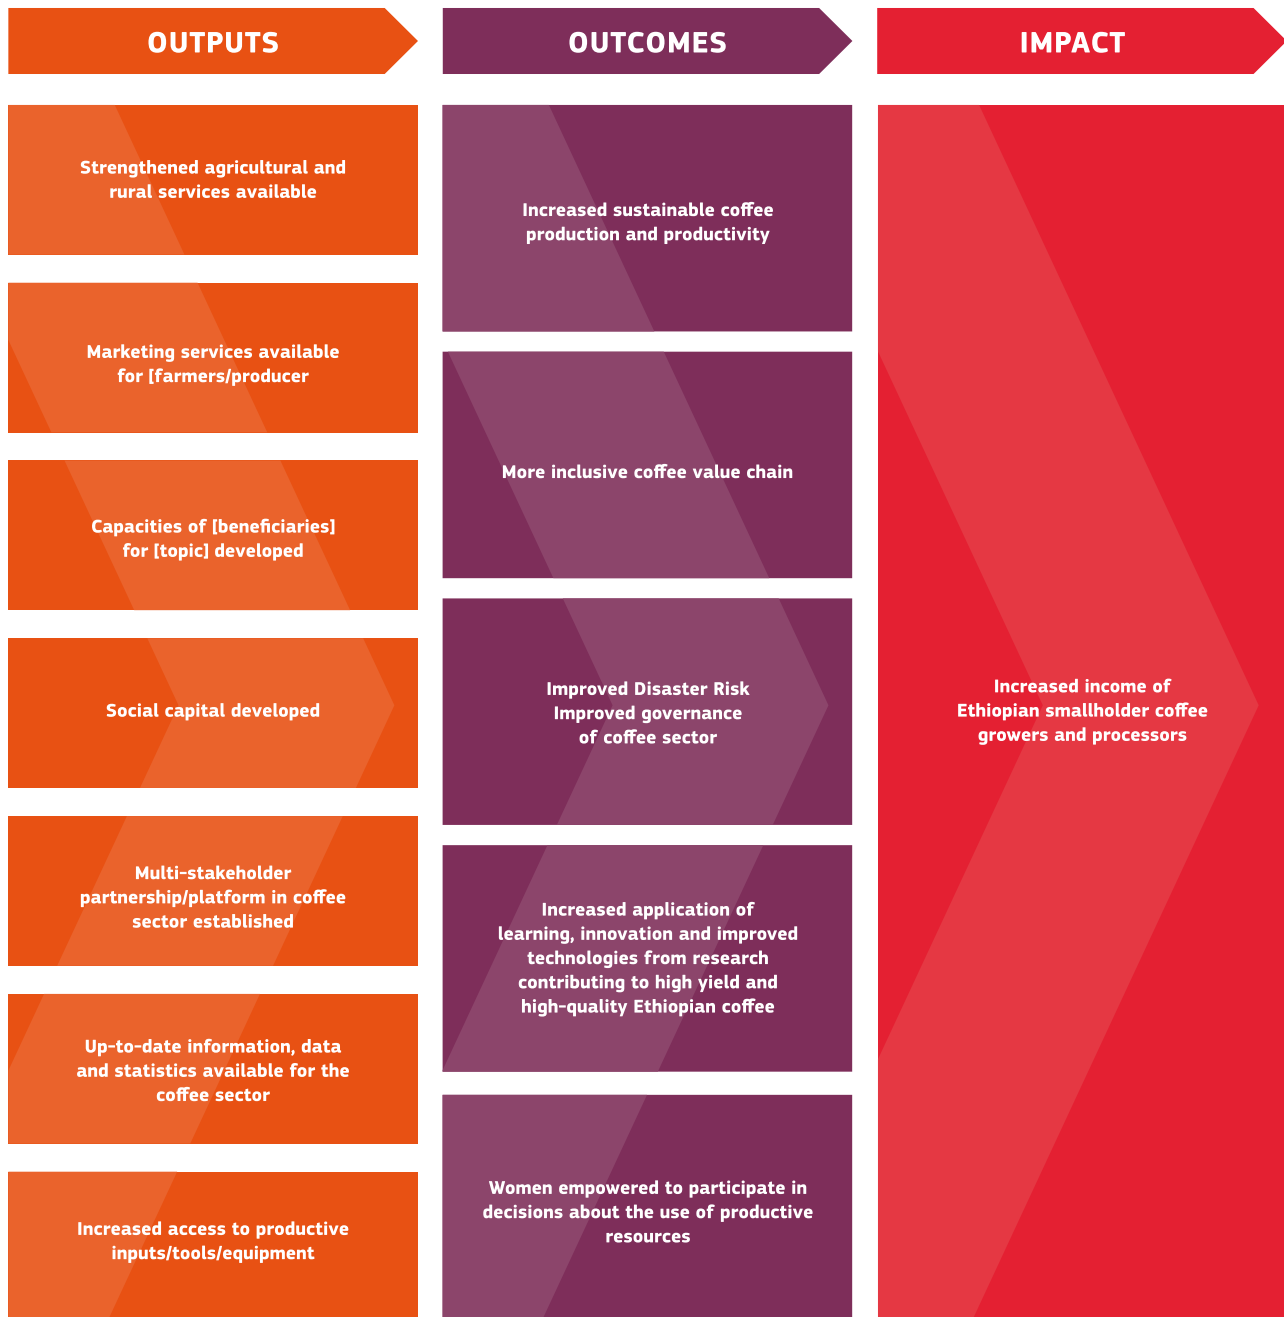 OUTPUTS
Strengthened agricultural and
rural services available
Marketing services available
for [farmers/producer
Capacities of [beneficiaries]
for [topic] developed
Social capital developed
Multi-stakeholder
partnership/platform in coffee
sector established
Up-to-date information, data
and statistics available for the
coffee sector
Increased access to productive
inputs/tools/equipment
OUTCOMES
Increased sustainable coffee
production and productivity
More inclusive coffee value chain
Improved Disaster Risk
Improved governance
of coffee sector
Increased application of
learning, innovation and improved
technologies from research
contributing to high yield and
high-quality Ethiopian coffee
Women empowered to participate in
decisions about the use of productive
resources
IMPACT
Increased income of
Ethiopian smallholder coffee
growers and processors